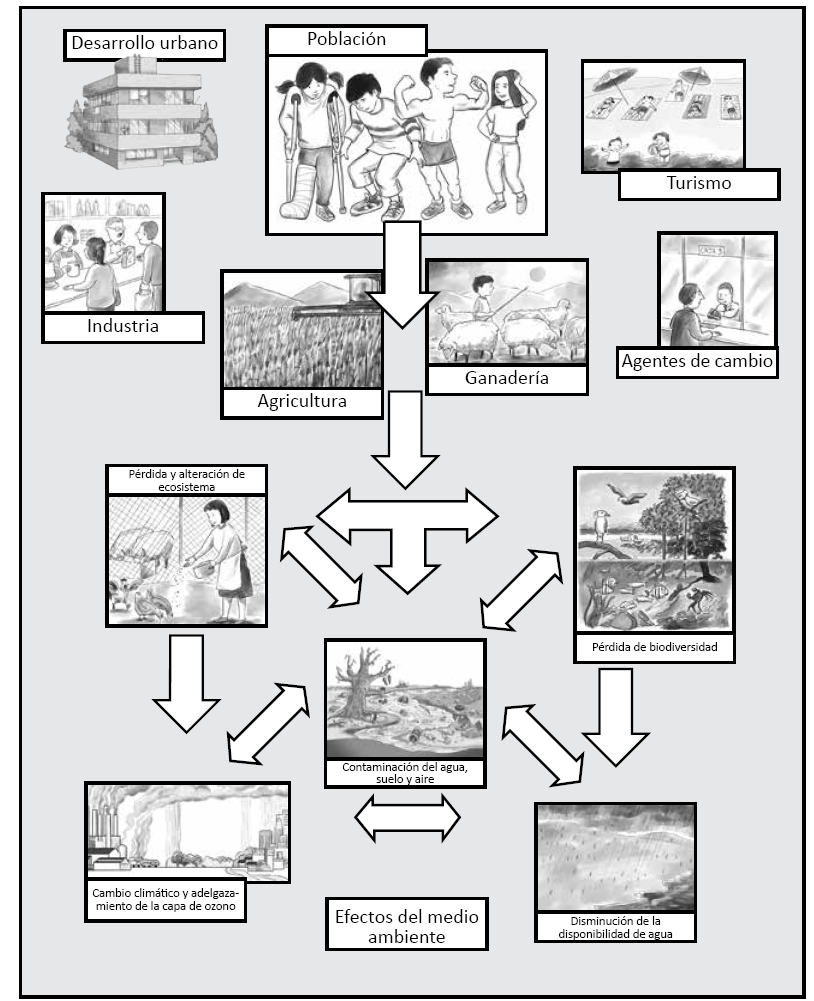 Desarrollo urbano
Población
Turismo
Industria
CAJA 3
Agentes de cambio
Agricultura
Ganadería
Pérdida y alteración de
ecosistema
Pérdida de biodiversidad
Contaminación del agua,
suelo y aire
Cambio climático y adelgaza-
miento de la capa de ozono
Efectos del medio
ambiente
Disminución de la
disponibilidad de agua